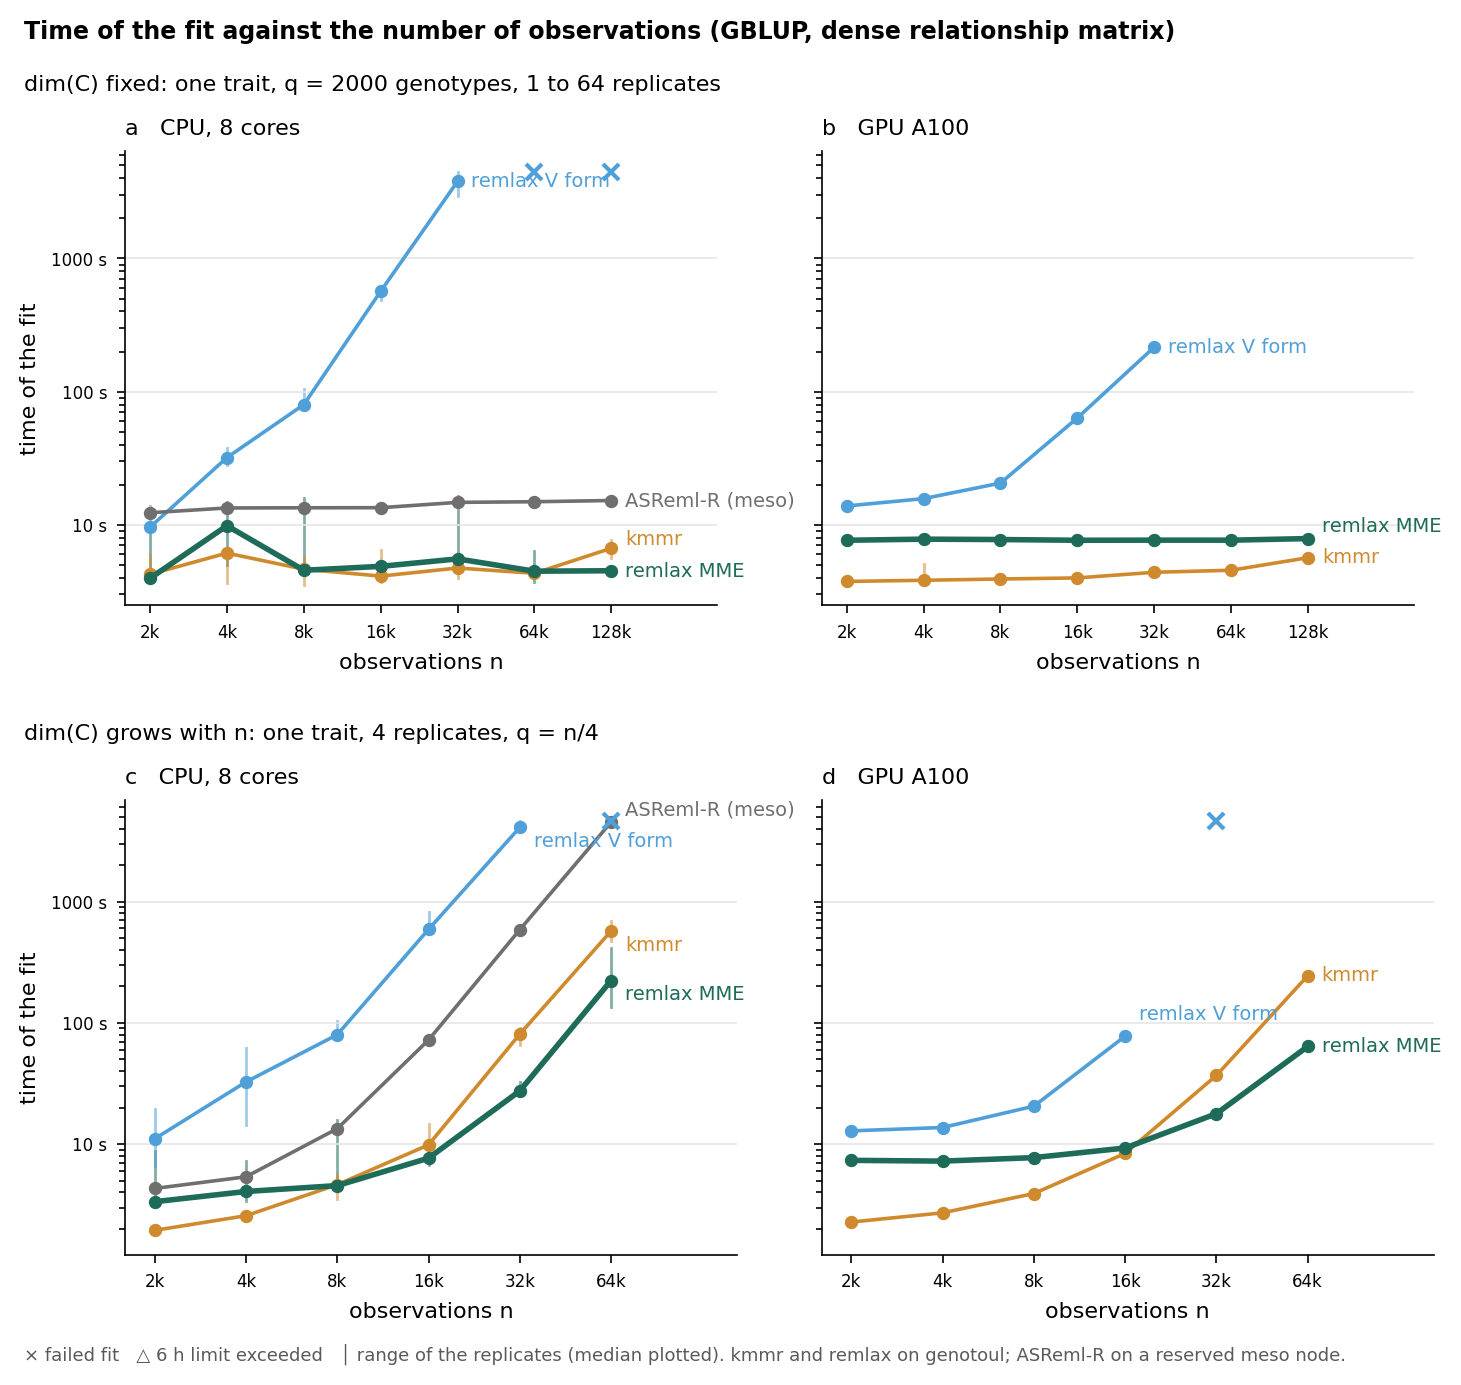 Time of the fit against the number of observations (GBLUP, dense relationship matrix)
dim(C) fixed: one trait, q = 2000 genotypes, 1 to 64 replicates
a CPU, 8 cores
time of the fit
1000 s
100 s
10 s
remlax V form
ASReml-R (meso)
kmmr
remlax MME
2k 4k 8k 16k 32k 64k 128k
observations n
b GPU A100
remlax V form
remlax MME
kmmr
2k 4k 8k 16k 32k 64k 128k
observations n
dim(C) grows with n: one trait, 4 replicates, q = n/4
c CPU, 8 cores
time of the fit
1000 s
100 s
10 s
ASReml-R (meso)
remlax V form
kmmr
remlax MME
2k 4k 8k 16k 32k 64k
observations n
d GPU A100
kmmr
remlax V form
remlax MME
2k 4k 8k 16k 32k 64k
observations n
× failed fit △ 6 h limit exceeded │ range of the replicates (median plotted). kmmr and remlax on genotoul; ASReml-R on a reserved meso node.